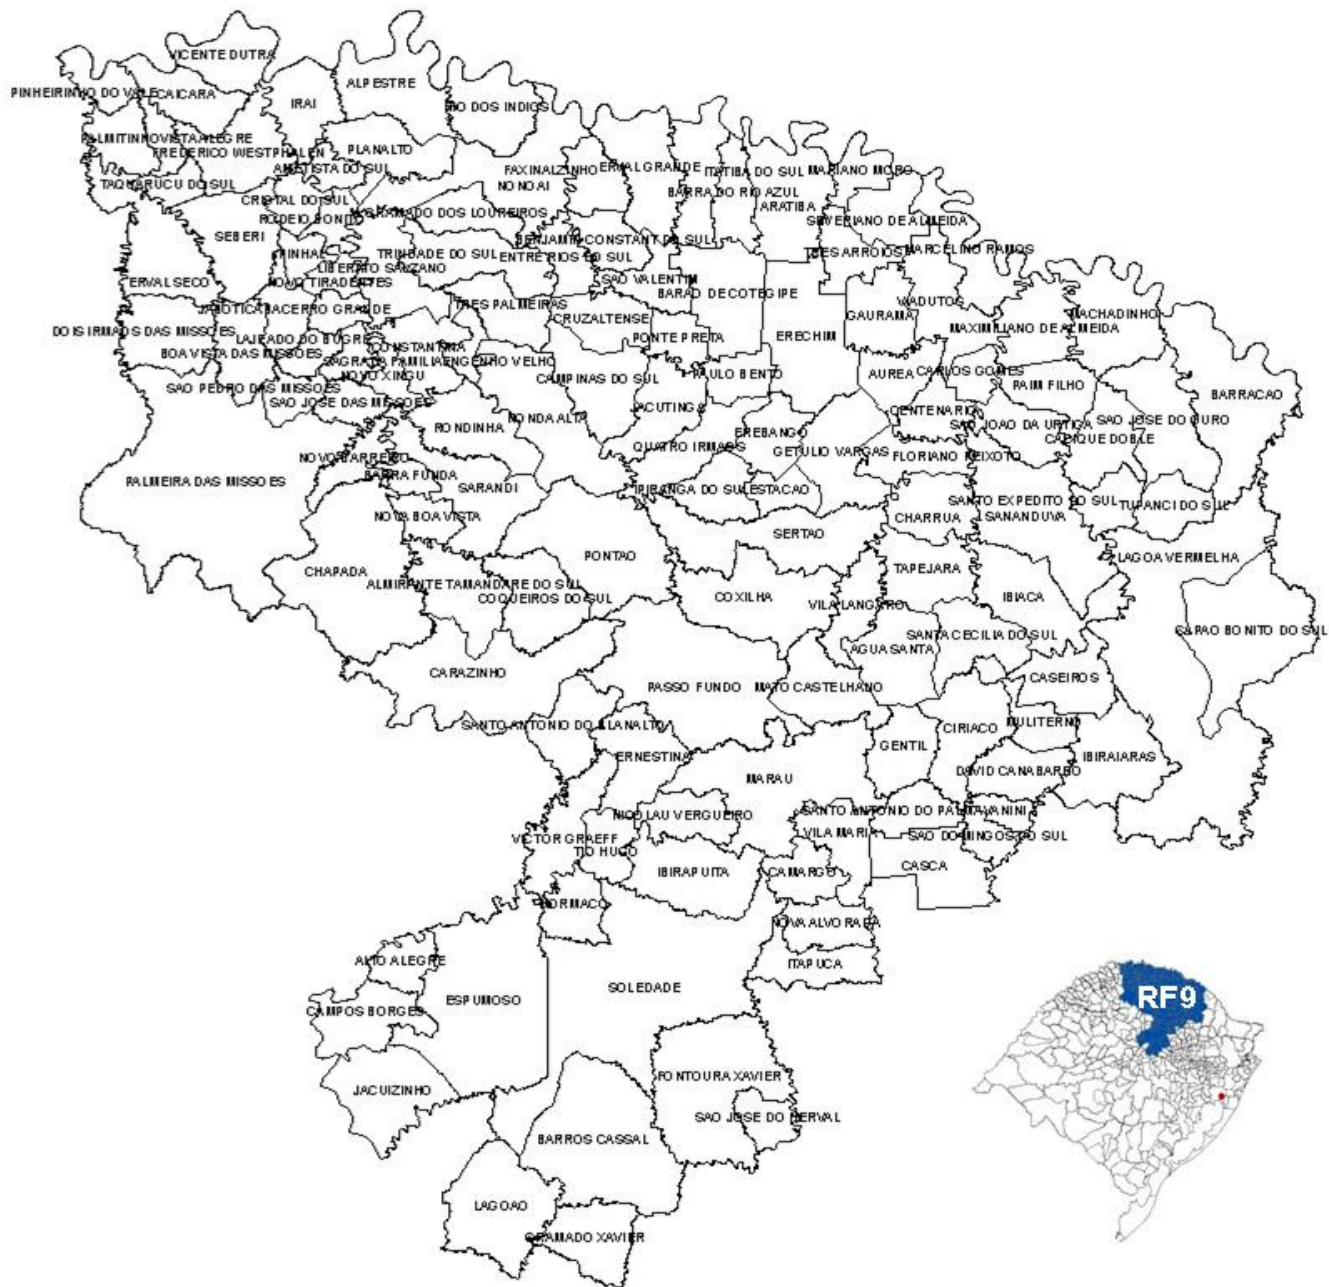 VICENTE DUTRA
ALPESTRE
PINHEIRINHO DO VALE
CAICARA
IRAI
RIO DOS INDIOS
PALMITINHO
VISTA ALEGRE
FREDERICO WESTPHALEN
PLANALTO
AMETISTA DO SUL
FAXINALZINHO
ERVAL GRANDE
ITATIBA DO SUL
MARIANO MORO
TAQUARUCU DO SUL
NONOAI
BARRA DO RIO AZUL
CRISTAL DO SUL
ARATIBA
RODEIO BONITO
GRAMADO DOS LOUREIROS
SEVERIANO DE ALMEIDA
SEBERI
BENJAMIN CONSTANT DO SUL
MARCELINO RAMOS
PINHAL
TRINDADE DO SUL
ENTRE RIOS DO SUL
TRES ARROIOS
LIBERATO SALZANO
ERVAL SECO
NOVO TIRADENTES
SAO VALENTIM
BARAO DE COTEGIPE
JABOTICABA
CERRO GRANDE
TRES PALMEIRAS
VIADUTOS
MACHADINHO
CRUZALTENSE
GAURAMA
DOIS IRMAOS DAS MISSOES
MAXIMILIANO DE ALMEIDA
LAJEADO DO BUGRE
PONTE PRETA
ERECHIM
BOA VISTA DAS MISSOES
CONSTANTINA
SAGRADA FAMILIA
ENGENHO VELHO
NOVO XINGU
CAMPINAS DO SUL
PAULO BENTO
AUREA
CARLOS GOMES
PAIM FILHO
SAO PEDRO DAS MISSOES
BARRACAO
SAO JOSE DAS MISSOES
JACUTINGA
CENTENARIO
RONDINHA
RONDA ALTA
SAO JOAO DA URTIGA
SAO JOSE DO OURO
EREBANGO
CACIQUE DOBLE
QUATRO IRMAOS
GETULIO VARGAS
FLORIANO PEIXOTO
NOVO BARREIRO
BARRA FUNDA
PALMEIRA DAS MISSOES
SARANDI
IPIRANGA DO SUL
ESTACAO
SANTO EXPEDITO DO SUL
TUPANCI DO SUL
NOVA BOA VISTA
CHARRUA
SANANDUVA
SERTAO
PONTAO
LAGOA VERMELHA
CHAPADA
TAPEJARA
ALMIRANTE TAMANDARE DO SUL
COQUEIROS DO SUL
COXILHA
IBIACA
VILA LANGARO
CAPAO BONITO DO SUL
SANTA CECILIA DO SUL
AGUA SANTA
CARAZINHO
CASEIROS
PASSO FUNDO
MATO CASTELHANO
SANTO ANTONIO DO PLANALTO
CIRIACO
MULITERNO
GENTIL
ERNESTINA
IBIRAIARAS
DAVID CANABARRO
MARAU
NICOLAU VERGUEIRO
SANTO ANTONIO DO PALMA
VANINI
VILA MARIA
SAO DOMINGOS DO SUL
VICTOR GRAEFF
TIO HUGO
CASCA
IBIRAPUITA
CAMARGO
MORMACO
NOVA ALVORADA
ALTO ALEGRE
ITAPUCA
SOLEDADE
ESPUMOSO
RF9
CAMPOS BORGES
FONTOURA XAVIER
JACUIZINHO
SAO JOSE DO HERVAL
BARROS CASSAL
LAGOAO
GRAMADO XAVIER